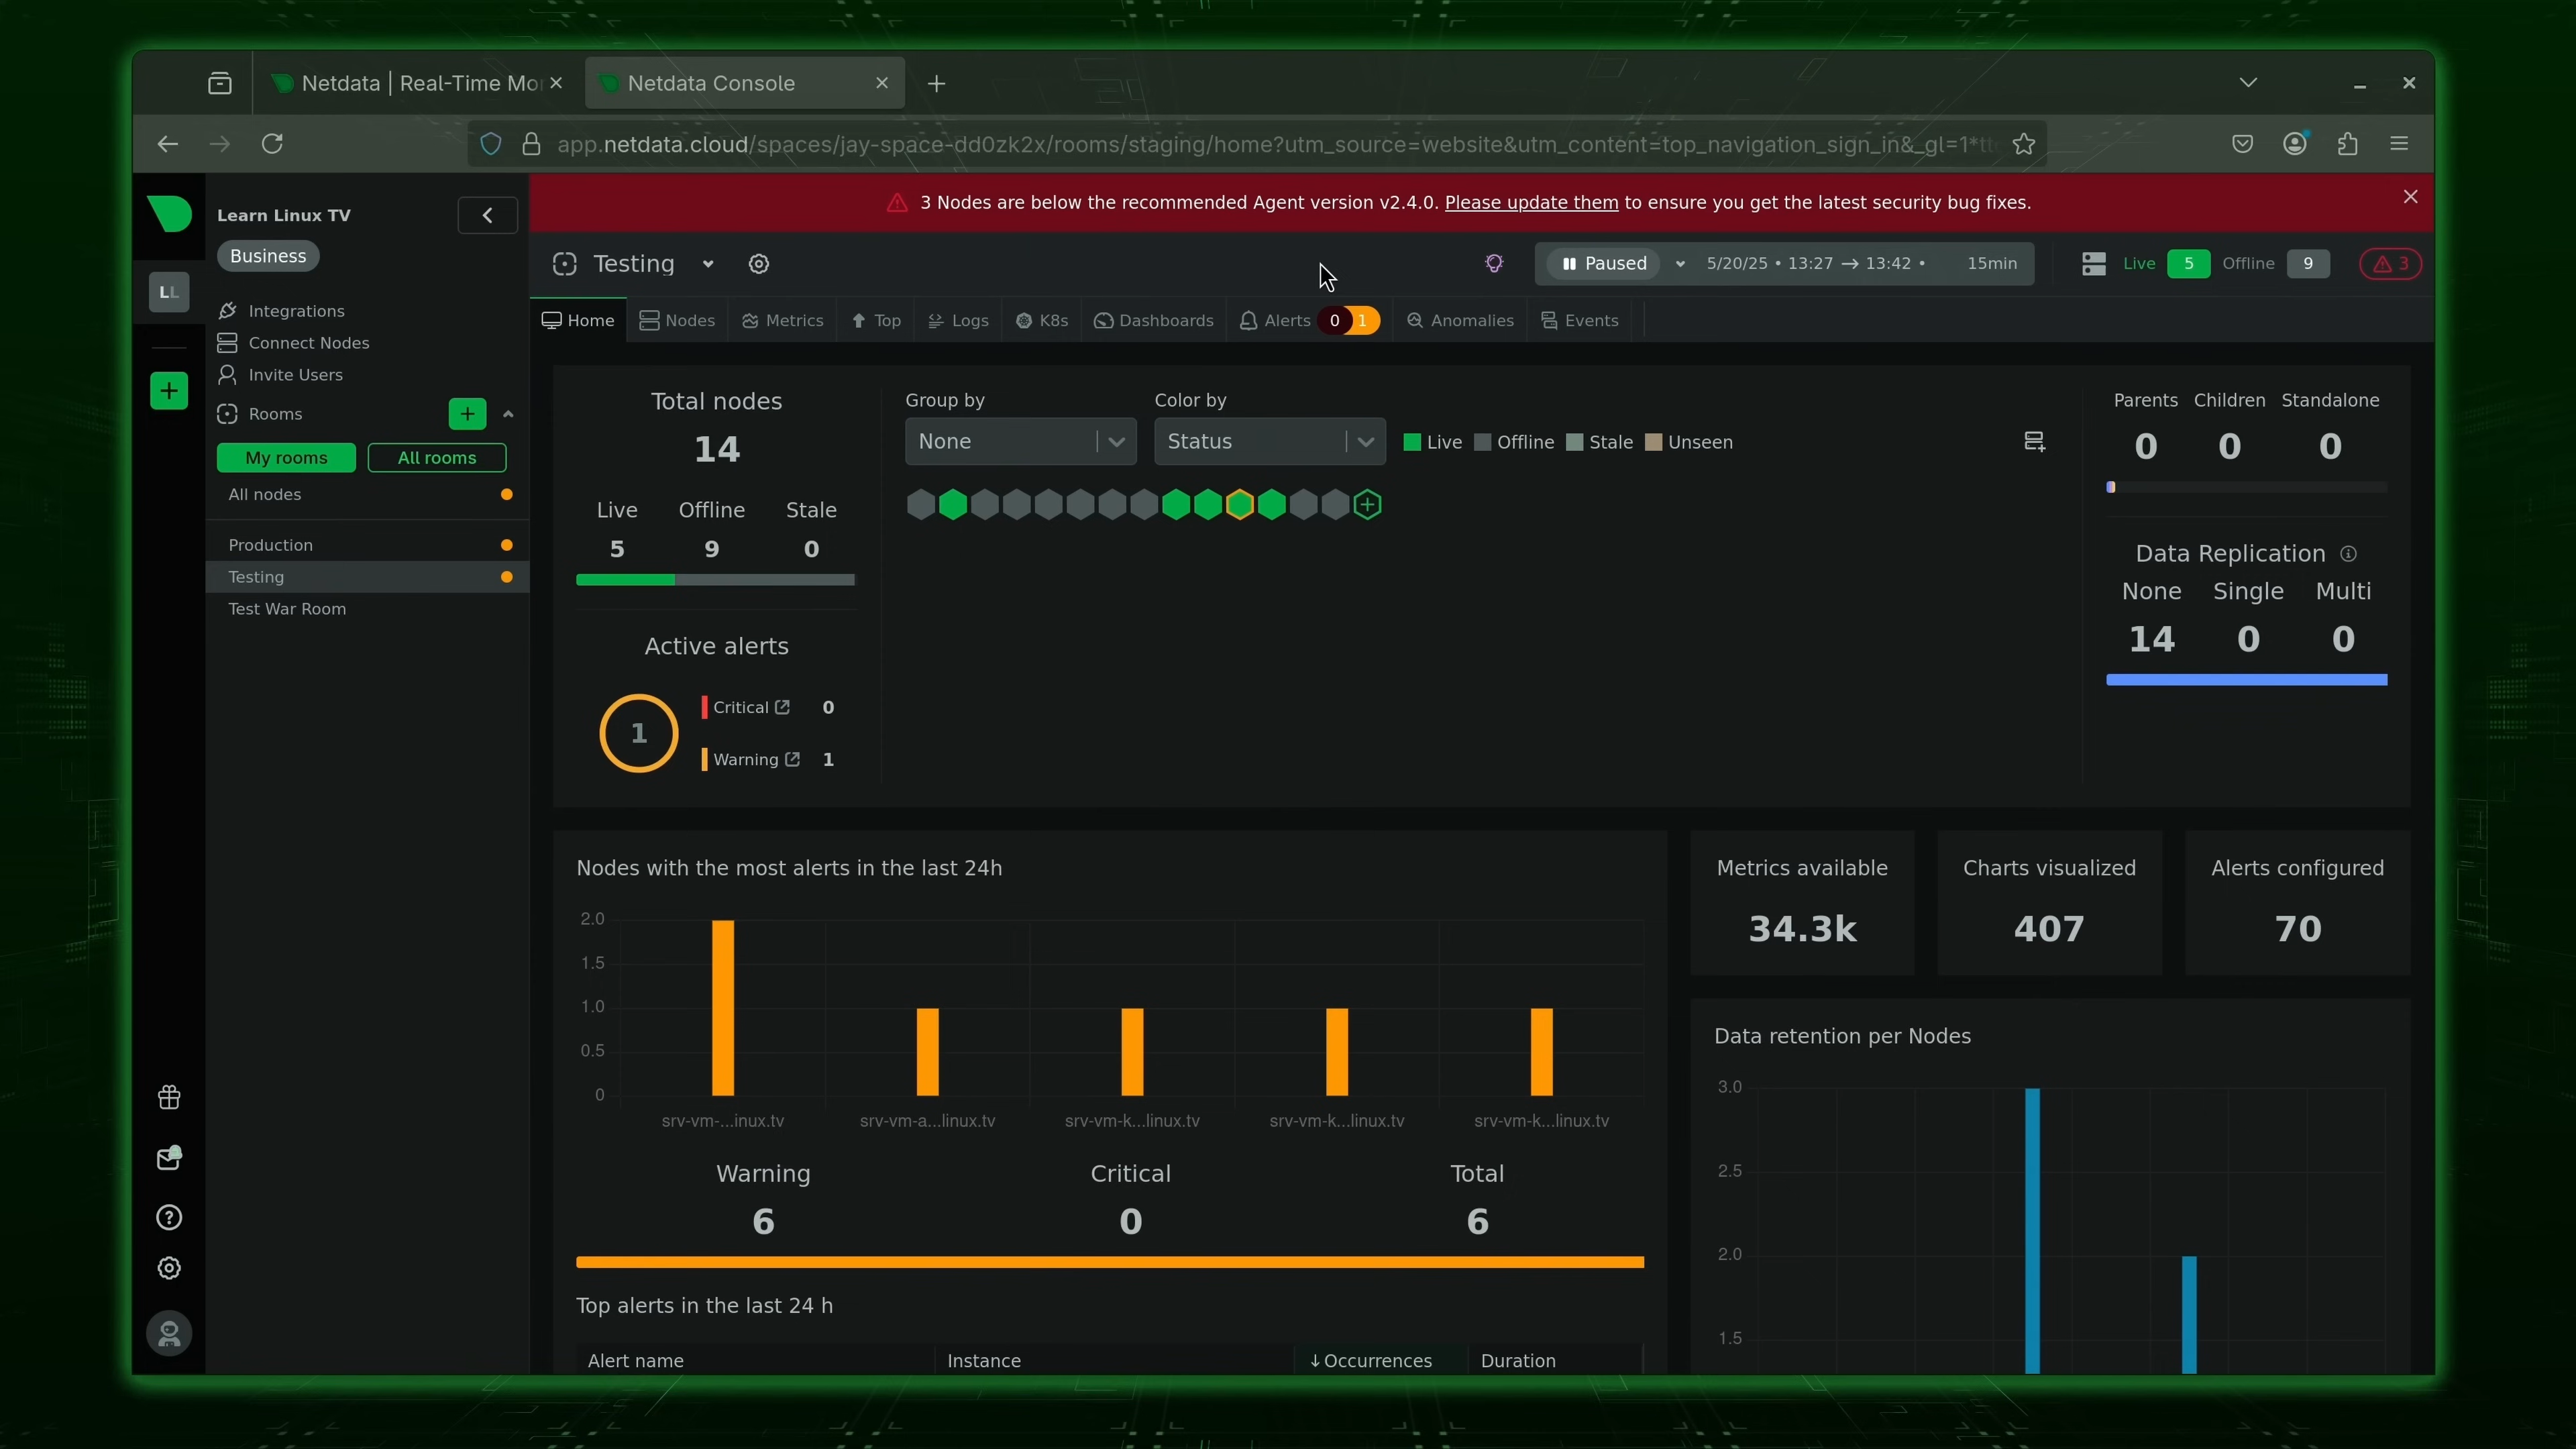 Netdata | Real-Time Mor
Netdata Console
app.netdata.cloud/spaces/jay-space-dd0zk2x/rooms/staging/home?utm_source=website&utm_content=top_navigation_sign_in&_gl=1*tt
3 Nodes are below the recommended Agent version v2.4.0. Please update them to ensure you get the latest security bug fixes.
Learn Linux TV
Business
LL
Integrations
Connect Nodes
Invite Users
Rooms
My rooms All rooms
All nodes
Production
Testing
Test War Room
Testing
Paused 5/20/25 • 13:27 → 13:42 • 15min
Live 5 Offline 9 3
Home Nodes Metrics Top Logs K8s Dashboards Alerts 0 1 Anomalies Events
Total nodes
14
Live Offline Stale
5 9 0
Active alerts
1
Critical 0
Warning 1
Group by Color by
None Status Live Offline Stale Unseen
Parents Children Standalone
0 0 0
Data Replication
None Single Multi
14 0 0
Nodes with the most alerts in the last 24h
2.0
1.5
1.0
0.5
0
srv-vm-...inux.tv srv-vm-a...linux.tv srv-vm-k...linux.tv srv-vm-k...linux.tv srv-vm-k...linux.tv
Warning Critical Total
6 0 6
Top alerts in the last 24 h
Alert name Instance ↓Occurrences Duration
Metrics available Charts visualized Alerts configured
34.3k 407 70
Data retention per Nodes
3.0
2.5
2.0
1.5